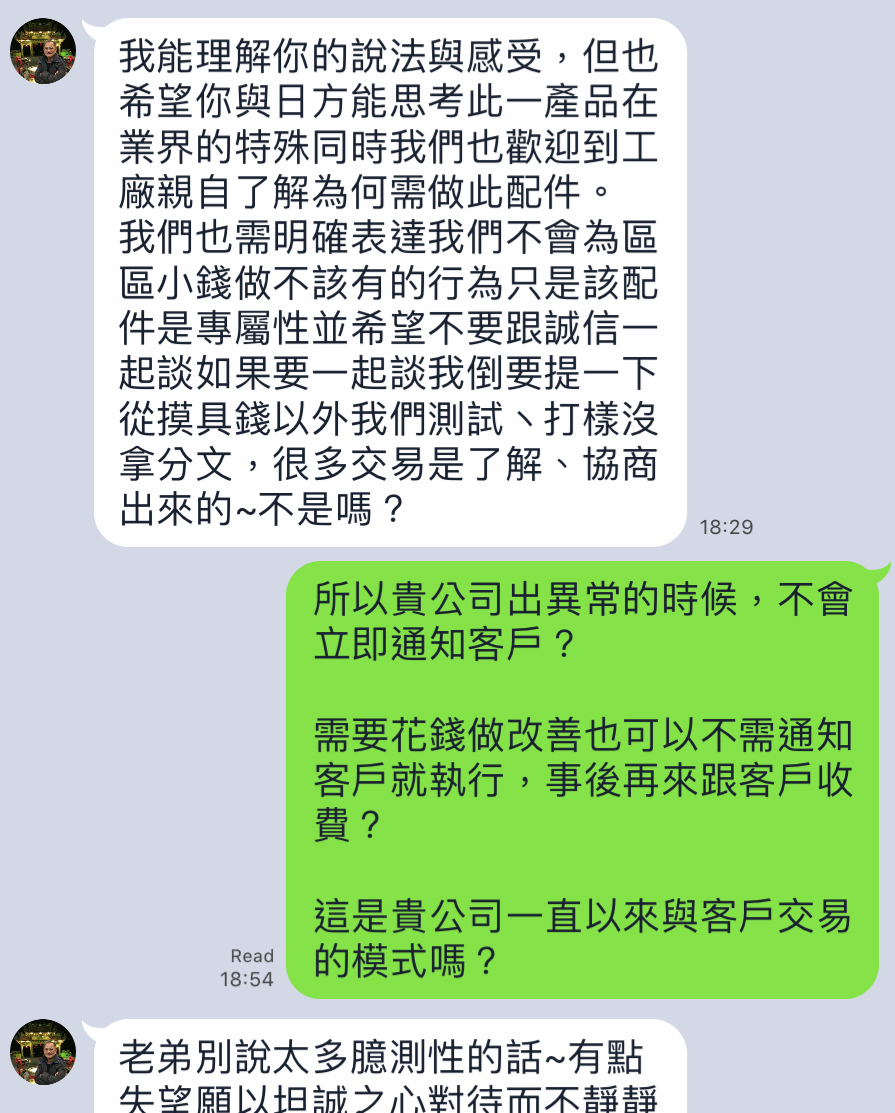 我能理解你的說法與感受，但也
希望你與日方能思考此一產品在
業界的特殊同時我們也歡迎到工
廠親自了解為何需做此配件。
我們也需明確表達我們不會為區
區小錢做不該有的行為只是該配
件是專屬性並希望不要跟誠信一
起談如果要一起談我倒要提一下
從摸具錢以外我們測試、打樣沒
拿分文，很多交易是了解、協商
出來的~不是嗎？
18:29
所以貴公司出異常的時候，不會
立即通知客戶？
需要花錢做改善也可以不需通知
客戶就執行，事後再來跟客戶收
費？
這是貴公司一直以來與客戶交易
的模式嗎？
Read
18:54
老弟別說太多臆測性的話~有點
失望願以坦誠之心對待而不靜靜